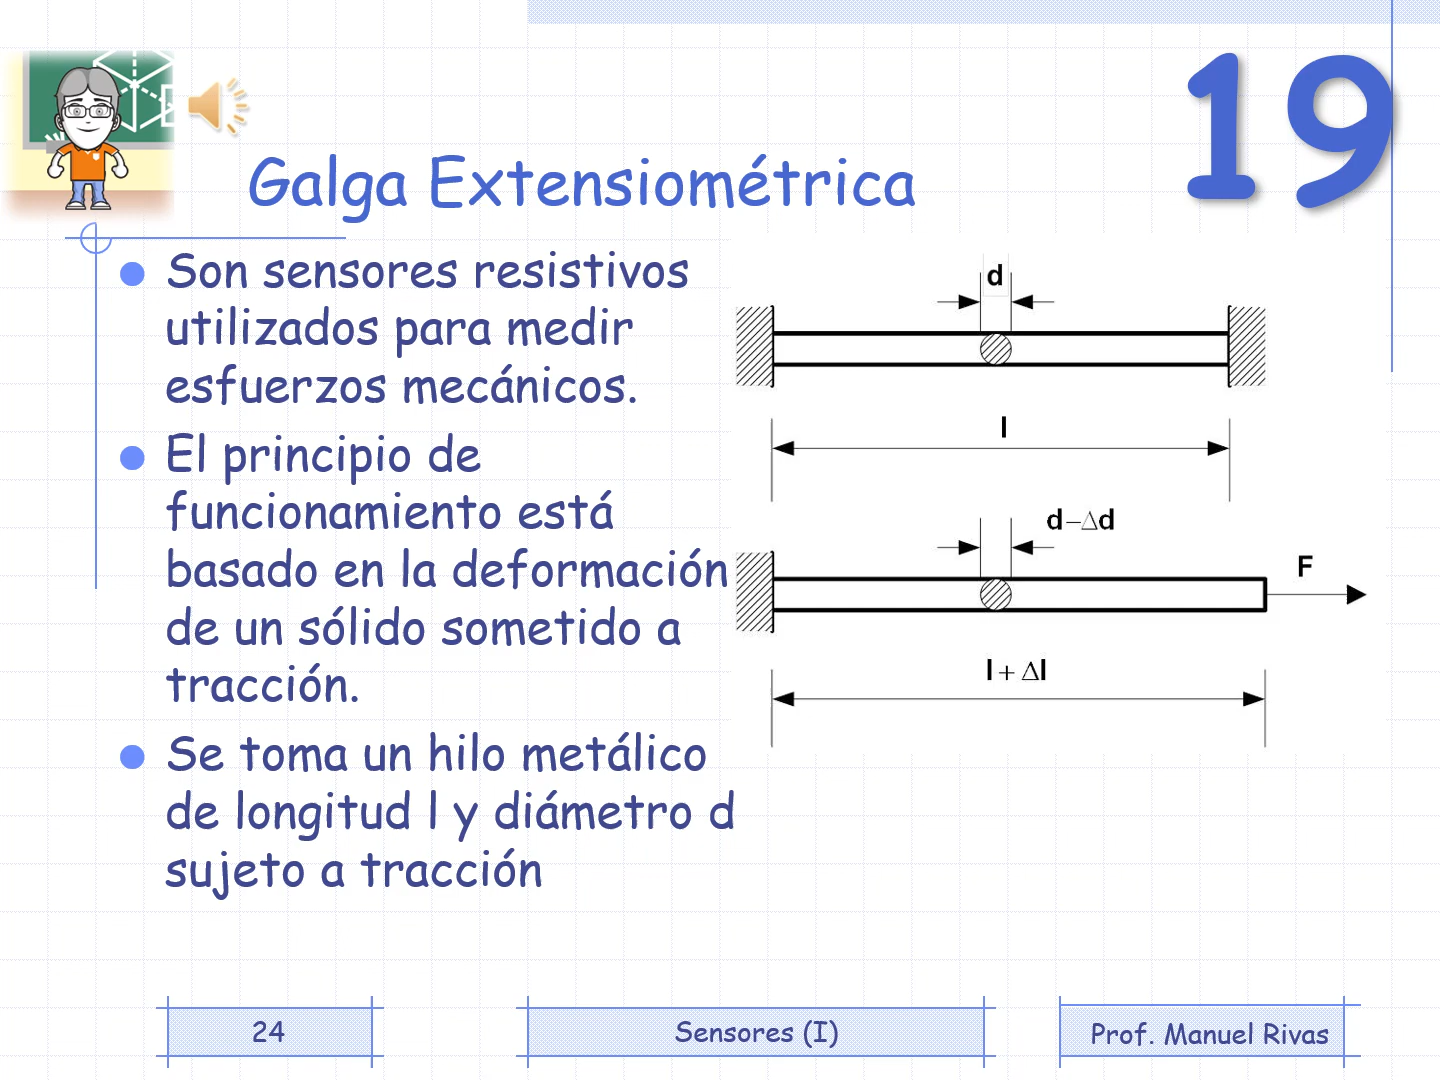 19
Galga Extensiométrica
Son sensores resistivos
utilizados para medir
esfuerzos mecánicos.
El principio de
funcionamiento está
basado en la deformación
de un sólido sometido a
tracción.
Se toma un hilo metálico
de longitud l y diámetro d
sujeto a tracción
d
l
d−Δd
F
l + Δl
24
Sensores (I)
Prof. Manuel Rivas